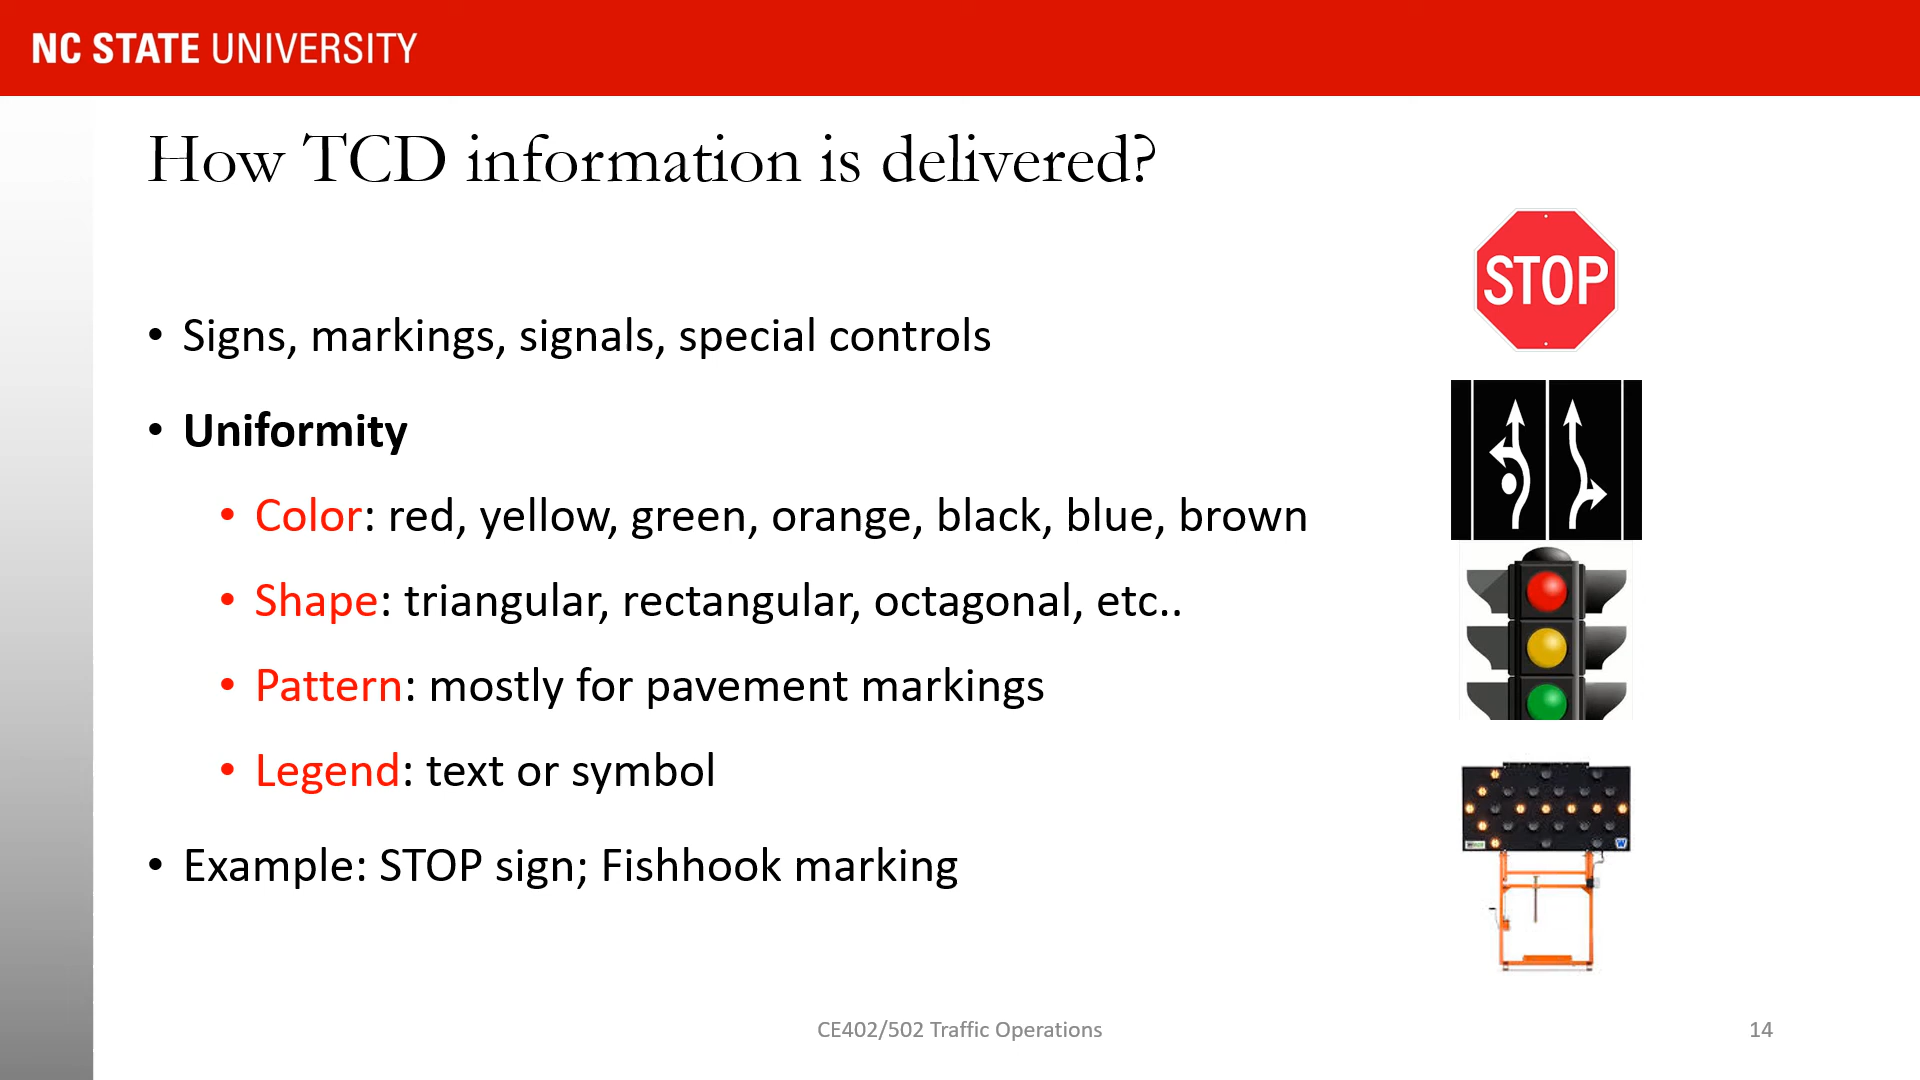 NC STATE UNIVERSITY
How TCD information is delivered?
• Signs, markings, signals, special controls
• Uniformity
• Color: red, yellow, green, orange, black, blue, brown
• Shape: triangular, rectangular, octagonal, etc..
• Pattern: mostly for pavement markings
• Legend: text or symbol
• Example: STOP sign; Fishhook marking
STOP
W
CE402/502 Traffic Operations
14